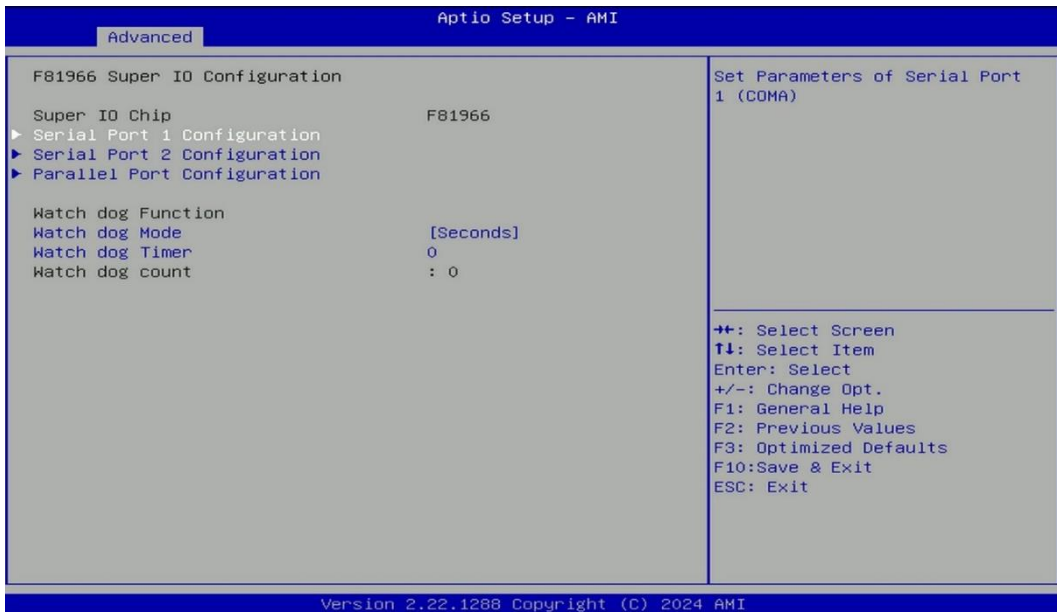 Aptio Setup – AMI
Advanced
F81966 Super IO Configuration
Super IO Chip F81966
▶ Serial Port 1 Configuration
▶ Serial Port 2 Configuration
▶ Parallel Port Configuration
Watch dog Function
Watch dog Mode [Seconds]
Watch dog Timer 0
Watch dog count : 0
Set Parameters of Serial Port
1 (COMA)
→←: Select Screen
↑↓: Select Item
Enter: Select
+/-: Change Opt.
F1: General Help
F2: Previous Values
F3: Optimized Defaults
F10:Save & Exit
ESC: Exit
Version 2.22.1288 Copyright (C) 2024 AMI